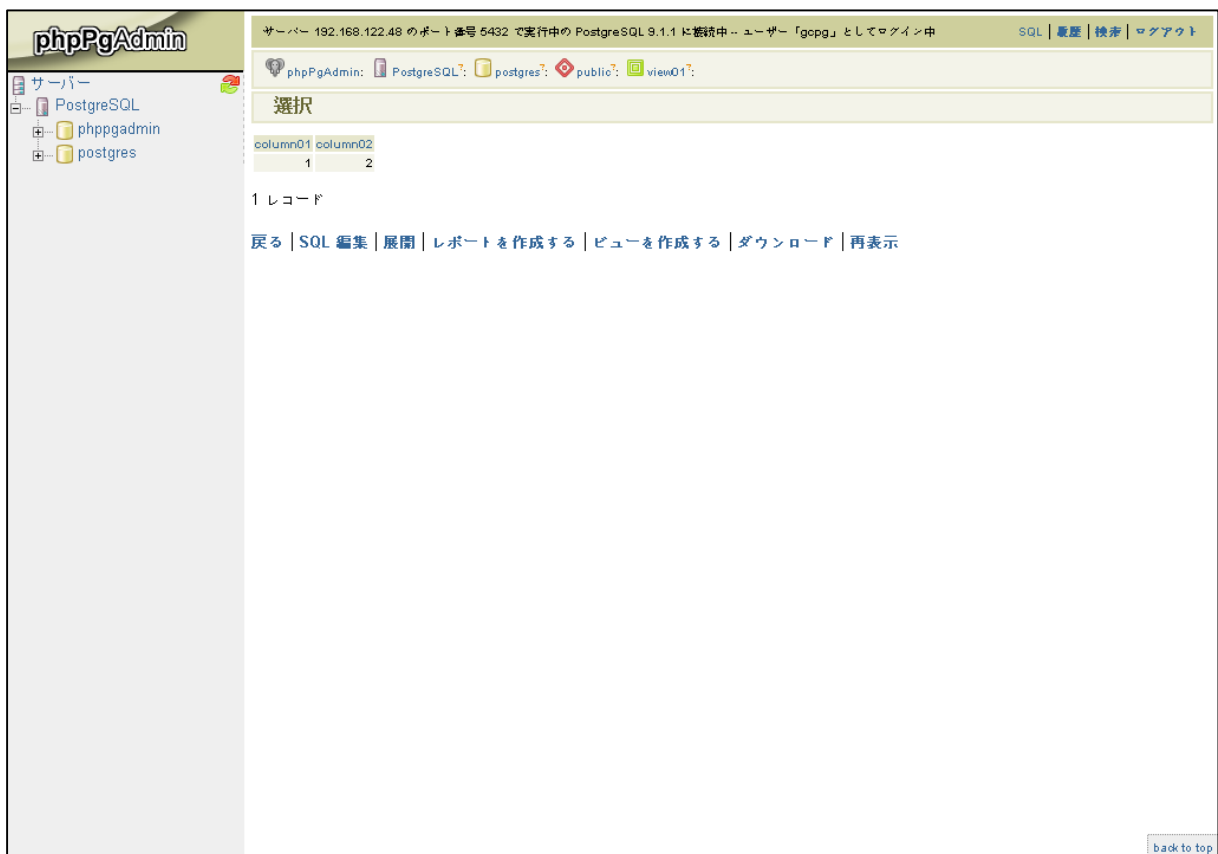 phpPgAdmin
サーバー 192.168.122.48 のポート番号 5432 で実行中の PostgreSQL 9.1.1 に接続中 -- ユーザー「gopg」としてログイン中
SQL | 履歴 | 検索 | ログアウト
phpPgAdmin: PostgreSQL?: postgres?: public?: view01?:
選択
サーバー
PostgreSQL
phppgadmin
postgres
column01 column02
1 2
1 レコード
戻る | SQL 編集 | 展開 | レポートを作成する | ビューを作成する | ダウンロード | 再表示
back to top